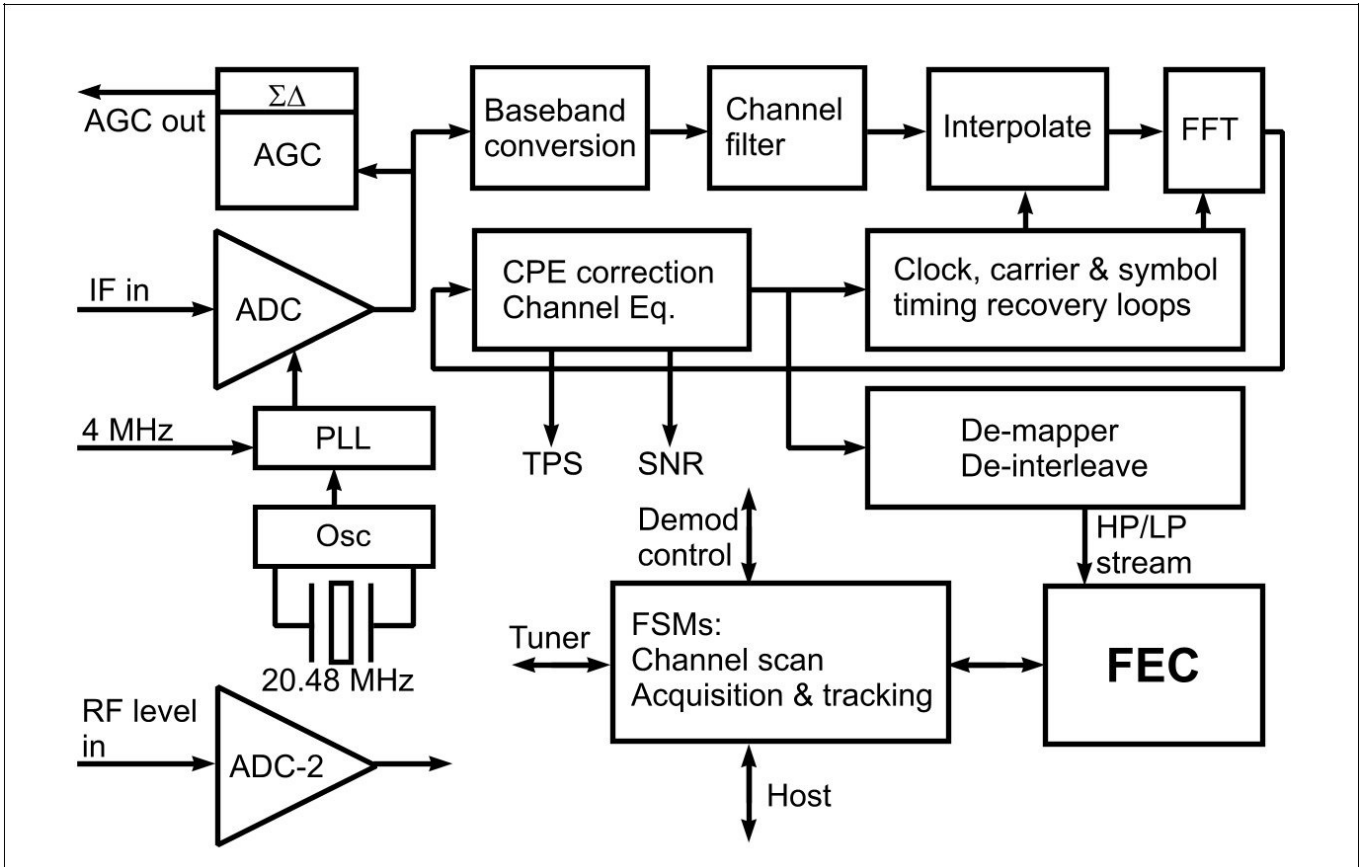 ΣΔ
AGC out
AGC
Baseband
conversion
Channel
filter
Interpolate
FFT
IF in
ADC
CPE correction
Channel Eq.
Clock, carrier & symbol
timing recovery loops
4 MHz
PLL
TPS
SNR
De-mapper
De-interleave
Osc
Demod
control
HP/LP
stream
20.48 MHz
Tuner
FSMs:
Channel scan
Acquisition & tracking
FEC
RF level
in
ADC-2
Host